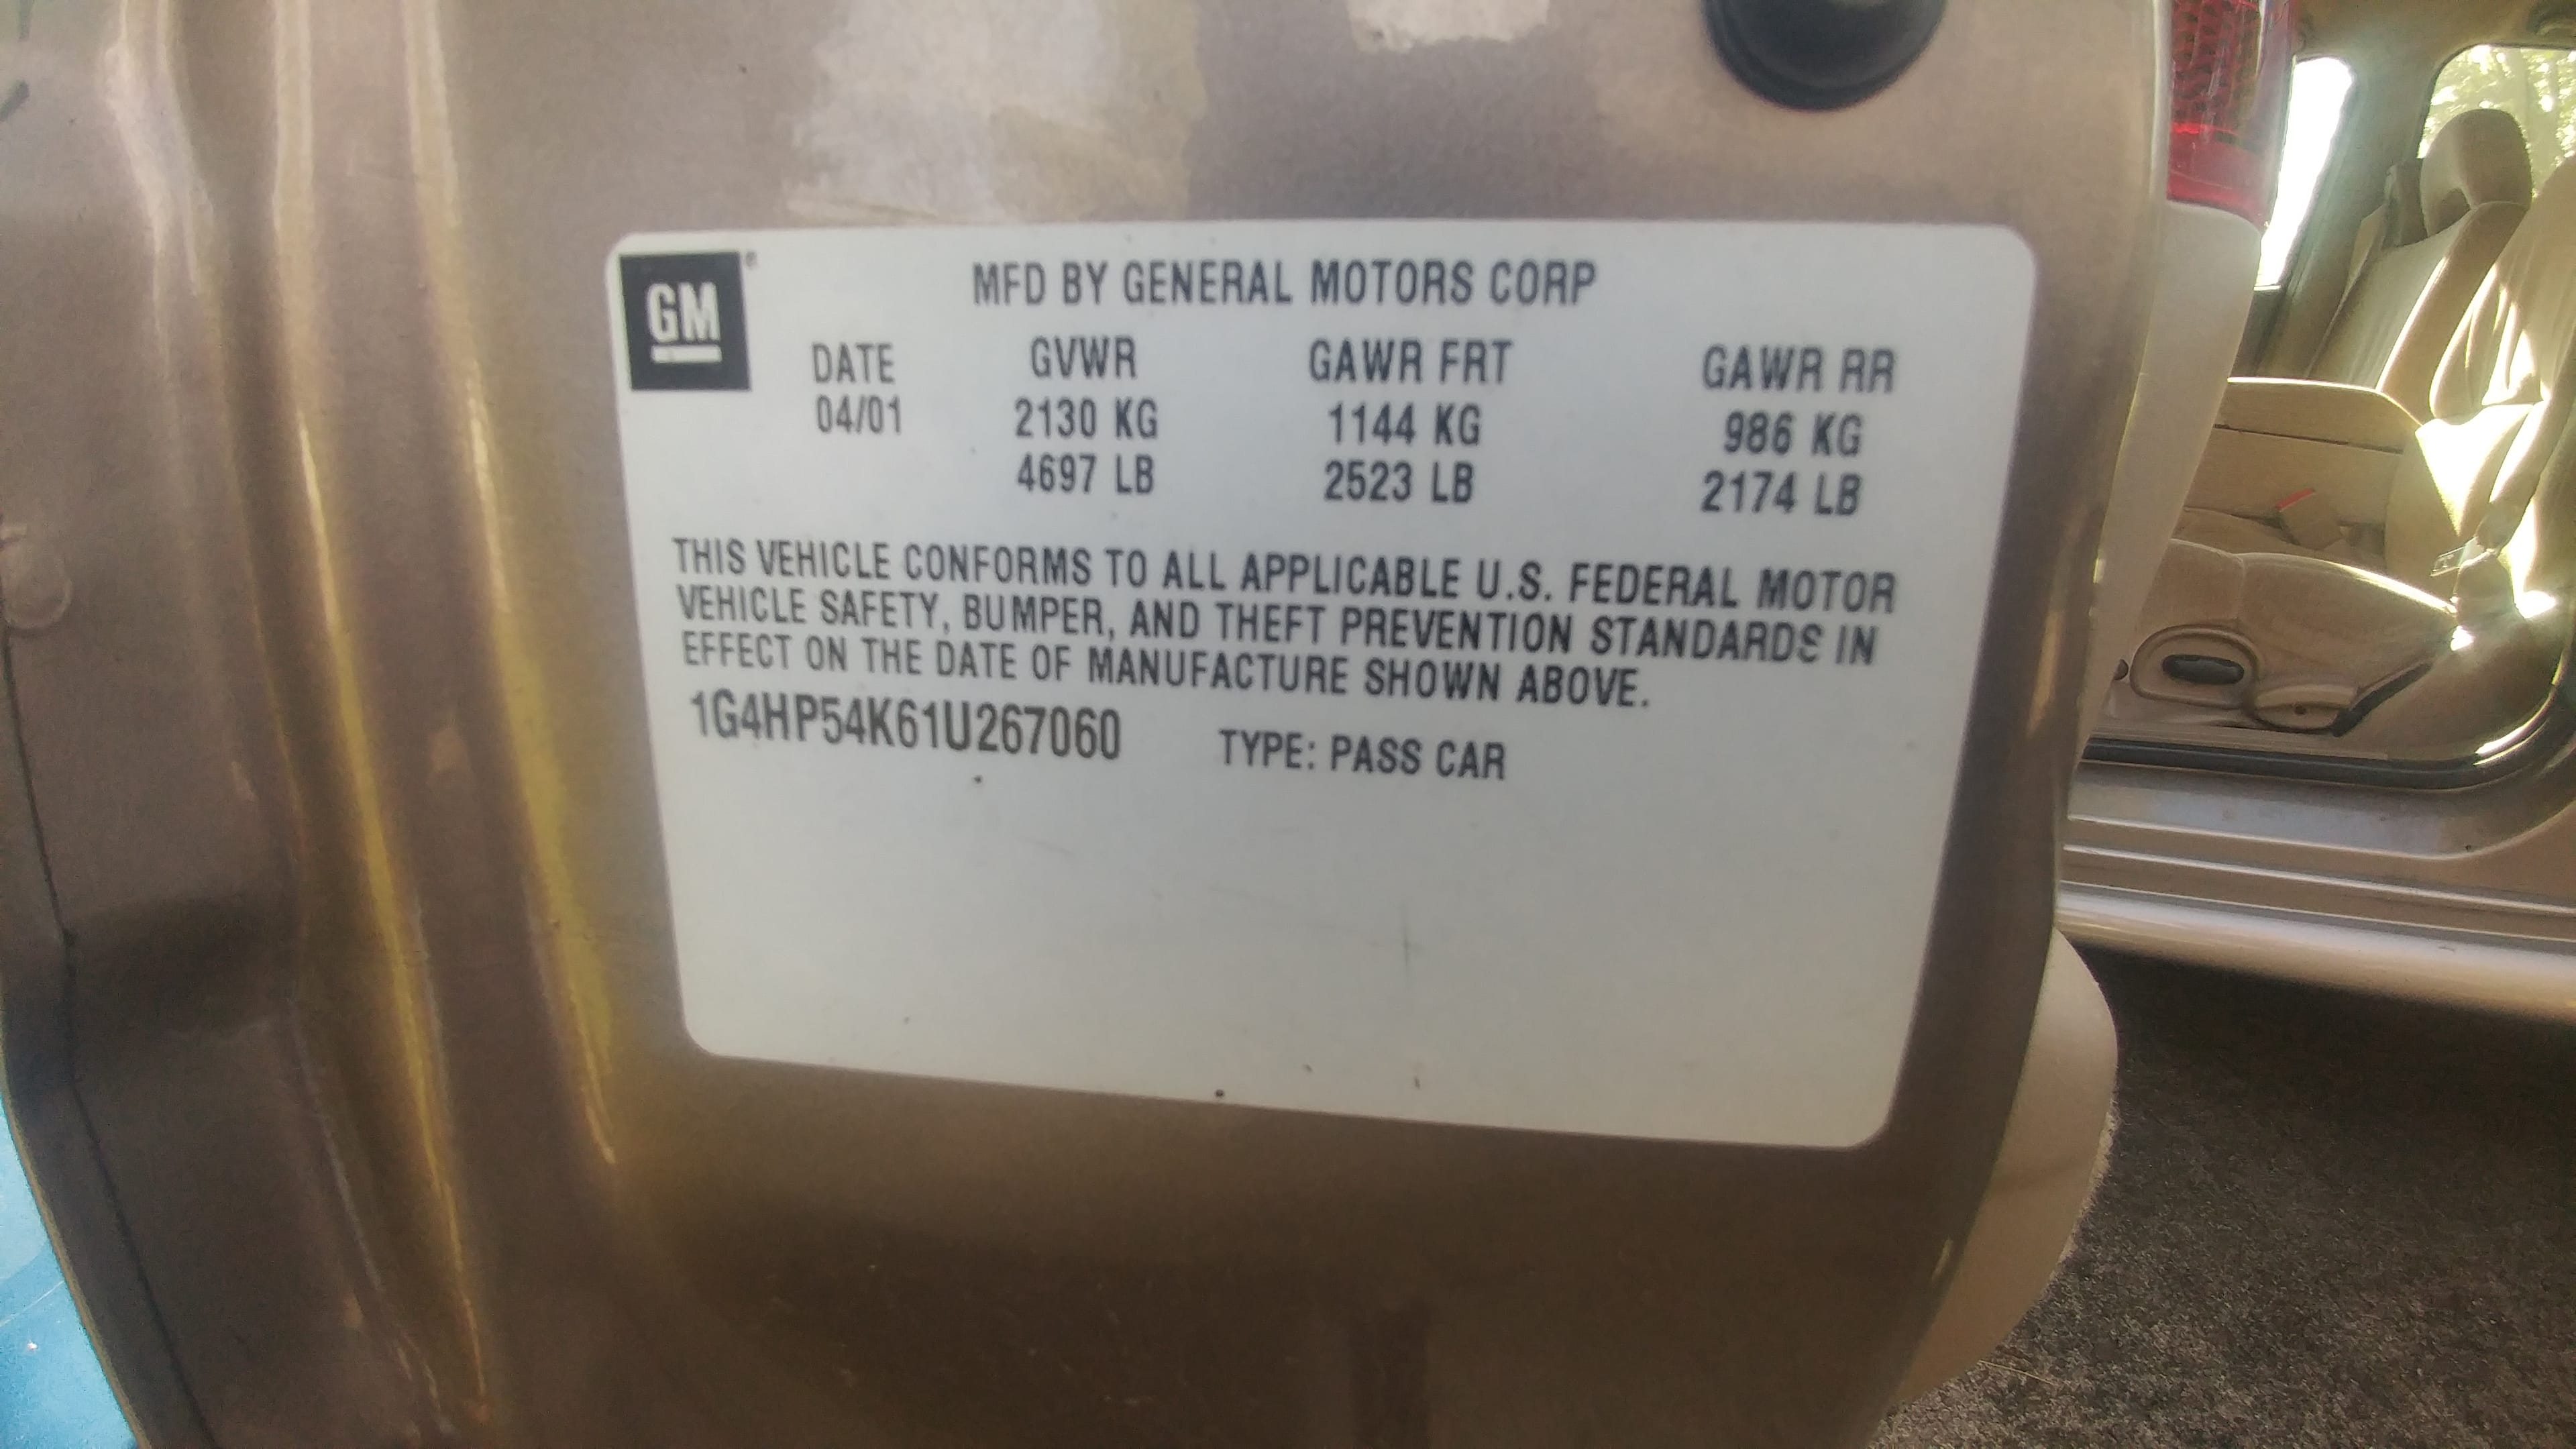 GM
MFD BY GENERAL MOTORS CORP
DATE GVWR GAWR FRT GAWR RR
04/01 2130 KG 1144 KG 986 KG
4697 LB 2523 LB 2174 LB
THIS VEHICLE CONFORMS TO ALL APPLICABLE U.S. FEDERAL MOTOR
VEHICLE SAFETY, BUMPER, AND THEFT PREVENTION STANDARDS IN
EFFECT ON THE DATE OF MANUFACTURE SHOWN ABOVE.
1G4HP54K61U267060 TYPE: PASS CAR